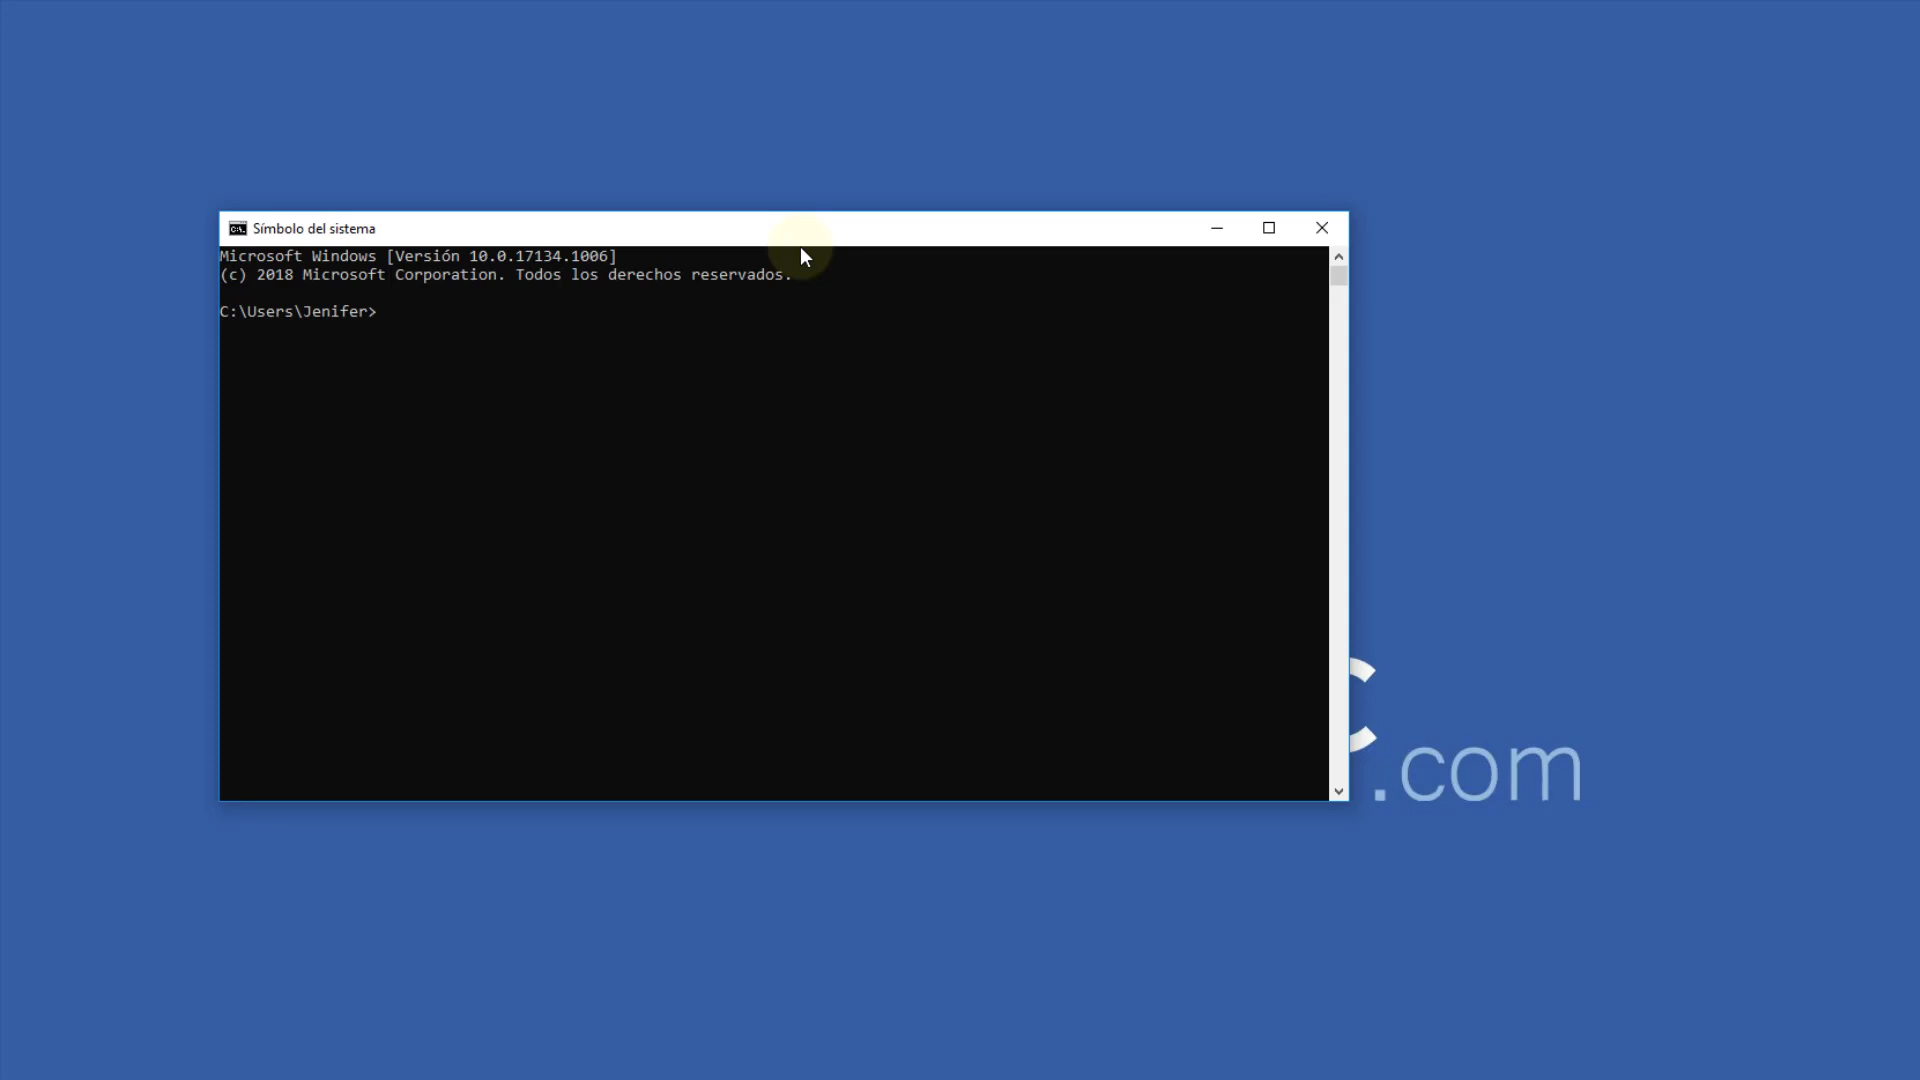 Símbolo del sistema
Microsoft Windows [Versión 10.0.17134.1006]
(c) 2018 Microsoft Corporation. Todos los derechos reservados.
C:\Users\Jenifer>
.com